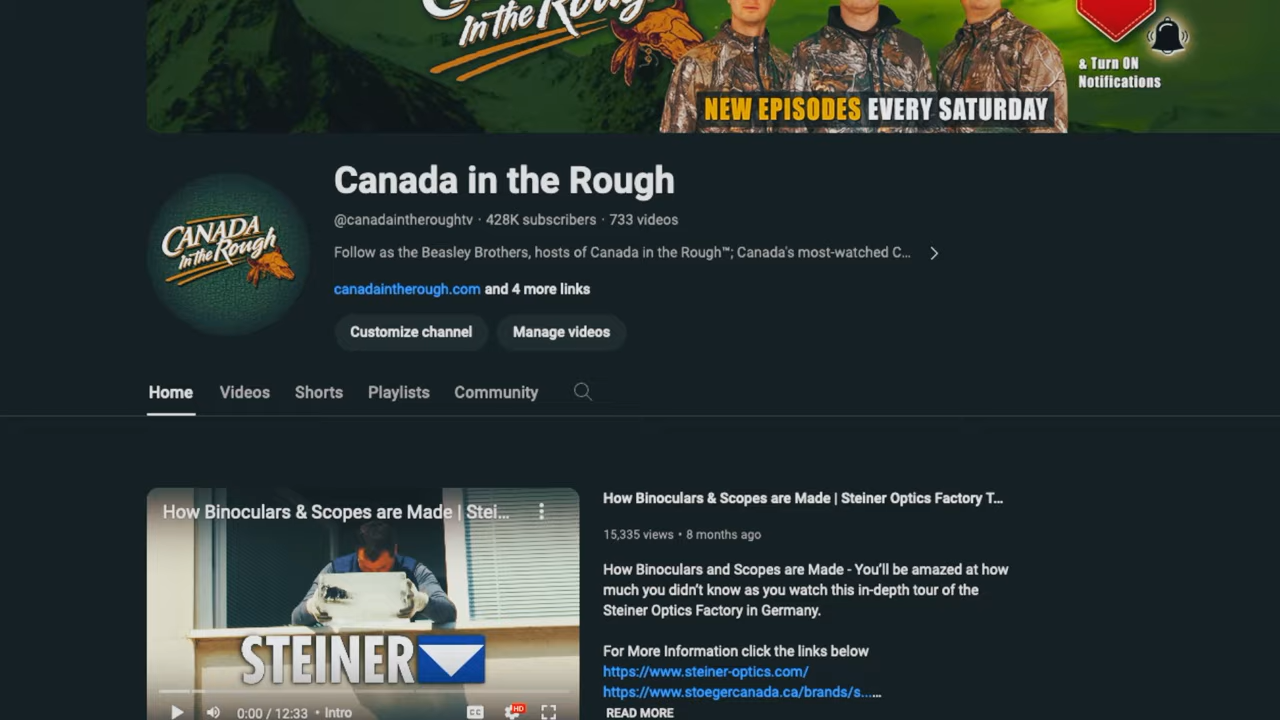 In the Rough
& Turn ON
Notifications
NEW EPISODES EVERY SATURDAY
CANADA
In the Rough
Canada in the Rough
@canadaintheroughtv · 428K subscribers · 733 videos
Follow as the Beasley Brothers, hosts of Canada in the Rough™; Canada's most-watched C...
canadaintherough.com and 4 more links
Customize channel Manage videos
Home Videos Shorts Playlists Community
How Binoculars & Scopes are Made | Stei...
STEINER
0:00 / 12:33 • Intro
CC HD
How Binoculars & Scopes are Made | Steiner Optics Factory T...
15,335 views • 8 months ago
How Binoculars and Scopes are Made - You'll be amazed at how
much you didn't know as you watch this in-depth tour of the
Steiner Optics Factory in Germany.
For More Information click the links below
https://www.steiner-optics.com/
https://www.stoegercanada.ca/brands/s......
READ MORE